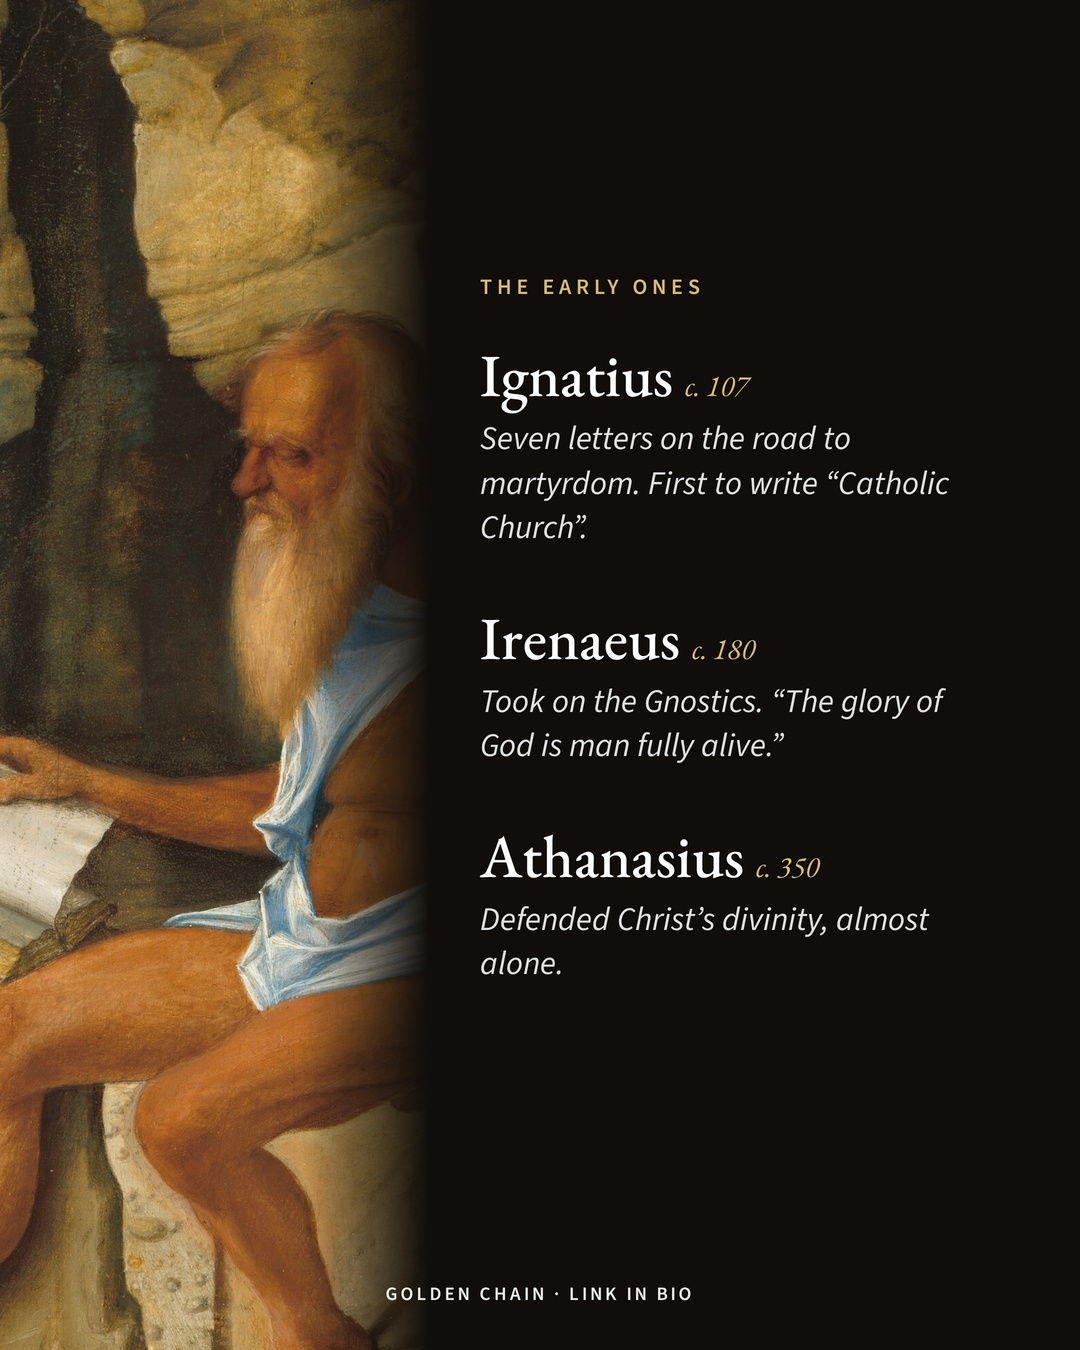 THE EARLY ONES
Ignatius c. 107
Seven letters on the road to
martyrdom. First to write “Catholic
Church”.
Irenaeus c. 180
Took on the Gnostics. “The glory of
God is man fully alive.”
Athanasius c. 350
Defended Christ’s divinity, almost
alone.
GOLDEN CHAIN · LINK IN BIO